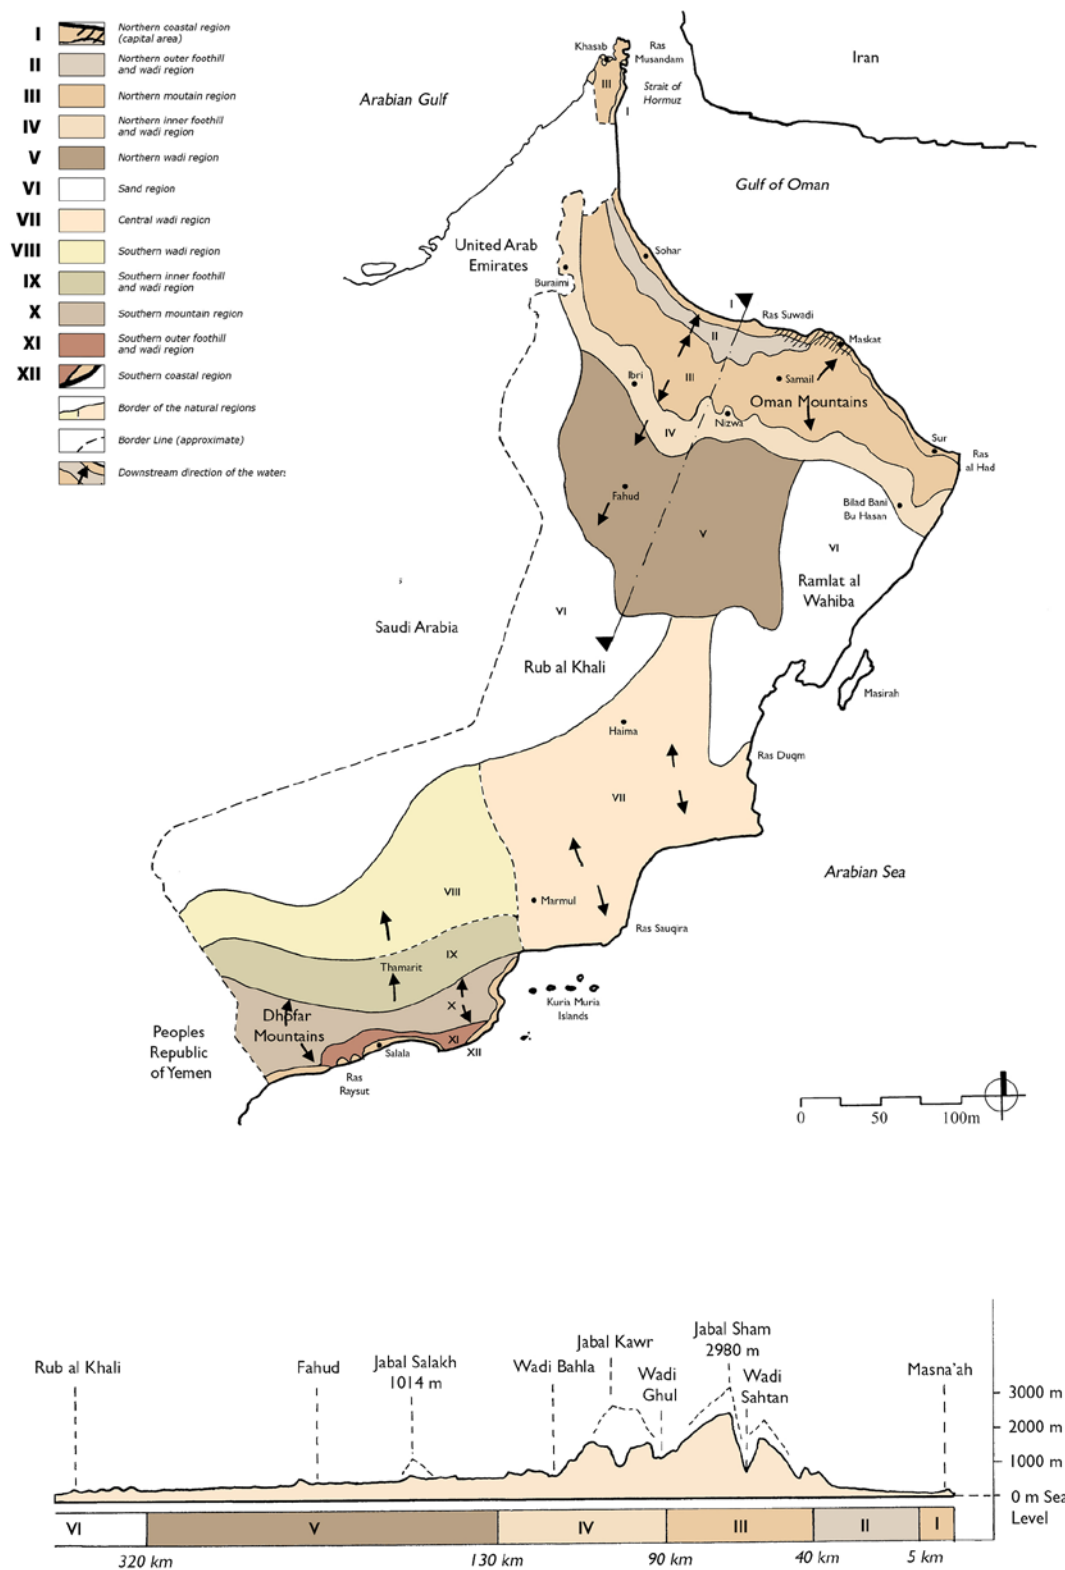 I Northern coastal region
(capital area)
II Northern outer foothill
and wadi region
III Northern moutain region
IV Northern inner foothill
and wadi region
V Northern wadi region
VI Sand region
VII Central wadi region
VIII Southern wadi region
IX Southern inner foothill
and wadi region
X Southern mountain region
XI Southern outer foothill
and wadi region
XII Southern coastal region
Border of the natural regions
Border Line (approximate)
Downstream direction of the water:
Khasab
Ras
Musandam
Iran
III
Strait of
Hormuz
Arabian Gulf
I
Gulf of Oman
United Arab
Emirates
Sohar
Buraimi
I
Ras Suwadi
II
Maskat
Ibri
III
Samail
Oman Mountains
Nizwa
IV
Sur
Ras
al Had
Fahud
Bilad Bani
Bu Hasan
V
VI
Ramlat al
Wahiba
VI
Saudi Arabia
Rub al Khali
Masirah
Haima
Ras Duqm
VII
Arabian Sea
VIII
Marmul
Ras Sauqira
IX
Thamarit
Kuria Muria
Islands
X
Dhofar
Mountains
Peoples
Republic
of Yemen
XI
XII
Salala
Ras
Raysut
0 50 100m
Rub al Khali
Fahud
Jabal Salakh
1014 m
Wadi Bahla
Jabal Kawr
Wadi
Ghul
Jabal Sham
2980 m
Wadi
Sahtan
Masna'ah
3000 m
2000 m
1000 m
0 m Sea
Level
VI V IV III II I
320 km 130 km 90 km 40 km 5 km